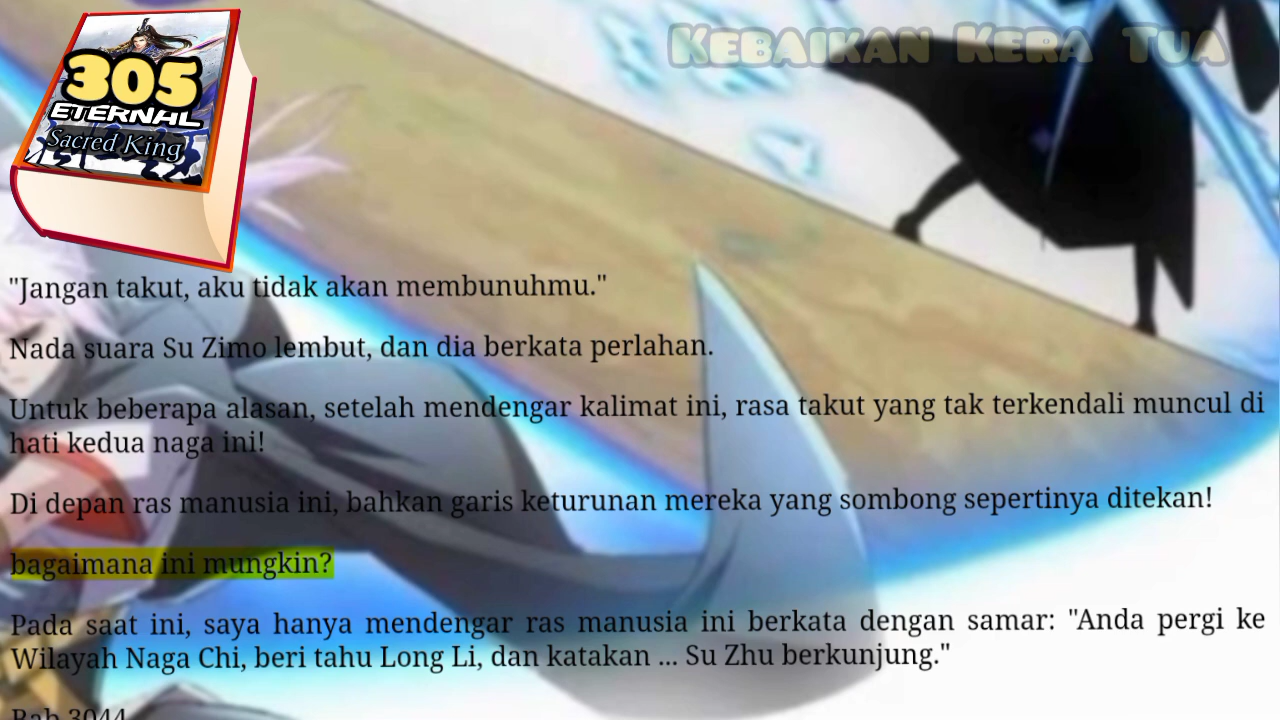 305
ETERNAL
Sacred King
KEBAIKAN KERA TUA
"Jangan takut, aku tidak akan membunuhmu."
Nada suara Su Zimo lembut, dan dia berkata perlahan.
Untuk beberapa alasan, setelah mendengar kalimat ini, rasa takut yang tak terkendali muncul di
hati kedua naga ini!
Di depan ras manusia ini, bahkan garis keturunan mereka yang sombong sepertinya ditekan!
bagaimana ini mungkin?
Pada saat ini, saya hanya mendengar ras manusia ini berkata dengan samar: "Anda pergi ke
Wilayah Naga Chi, beri tahu Long Li, dan katakan ... Su Zhu berkunjung."
Bab 3044